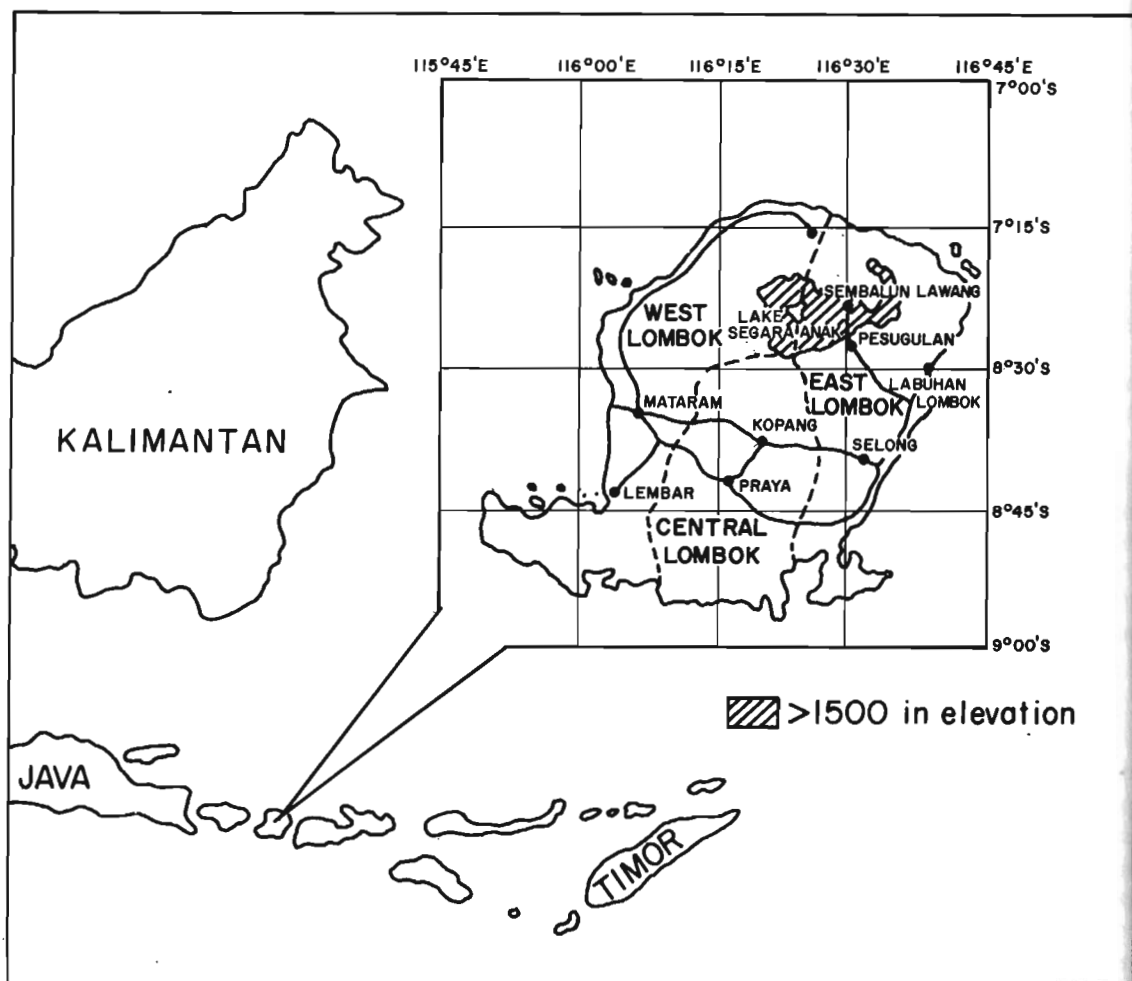 115°45'E 116°00'E 116°15'E 116°30'E 116°45'E
7°00'S
7°15'S
SEMBALUN LAWANG
WEST
LOMBOK
LAKE
SEGARA ANAK
PESUGULAN
8°30'S
EAST
LOMBOK
LABUHAN
LOMBOK
MATARAM
KOPANG
SELONG
KALIMANTAN
LEMBAR
PRAYA
8°45'S
CENTRAL
LOMBOK
9°00'S
>1500 in elevation
JAVA
TIMOR